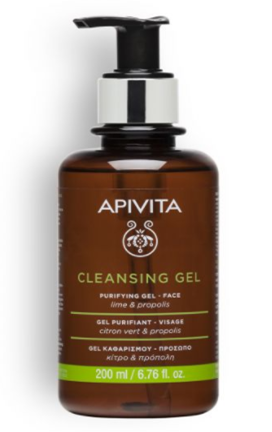 APIVITA
CLEANSING GEL
PURIFYING GEL - FACE
lime & propolis
GEL PURIFIANT - VISAGE
citron vert & propolis
GEL ΚΑΘΑΡΙΣΜΟΥ - ΠΡΟΣΩΠΟ
κίτρο & πρόπολη
200 ml / 6.76 fl. oz.